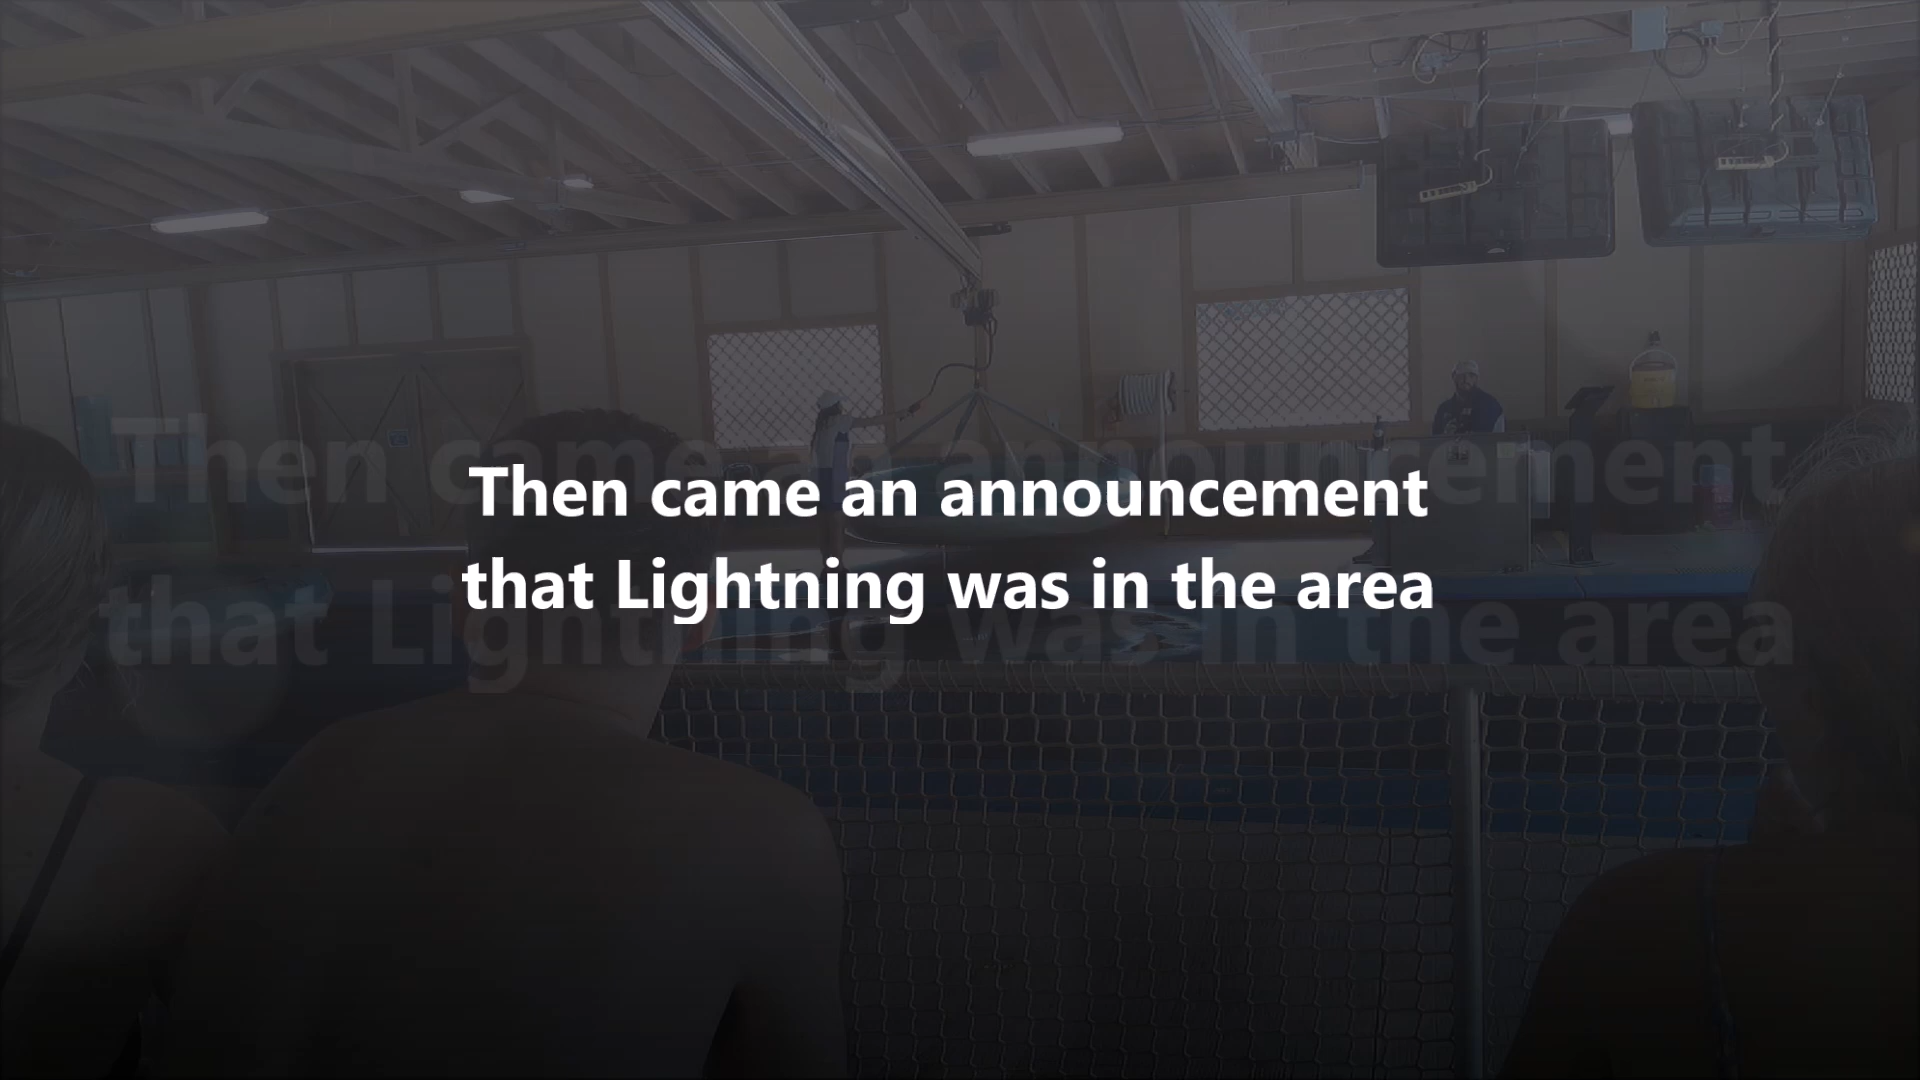 Then came an announcement
that Lightning was in the area